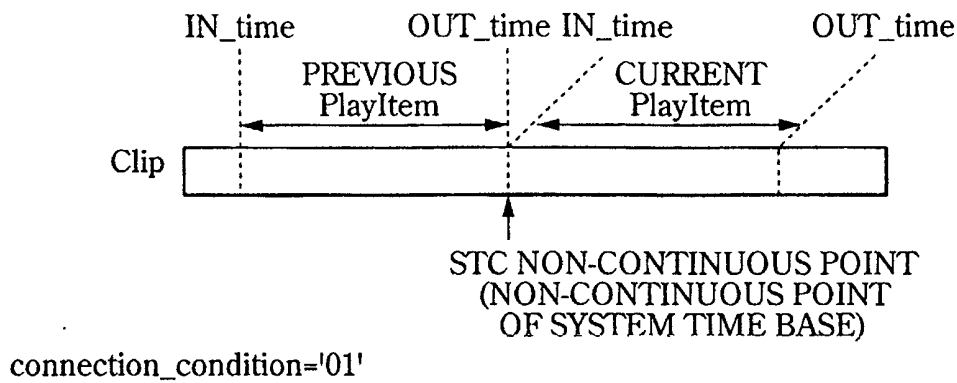 IN_time OUT_time IN_time OUT_time
PREVIOUS
PlayItem
CURRENT
PlayItem
Clip
STC NON-CONTINUOUS POINT
(NON-CONTINUOUS POINT
OF SYSTEM TIME BASE)
connection_condition='01'